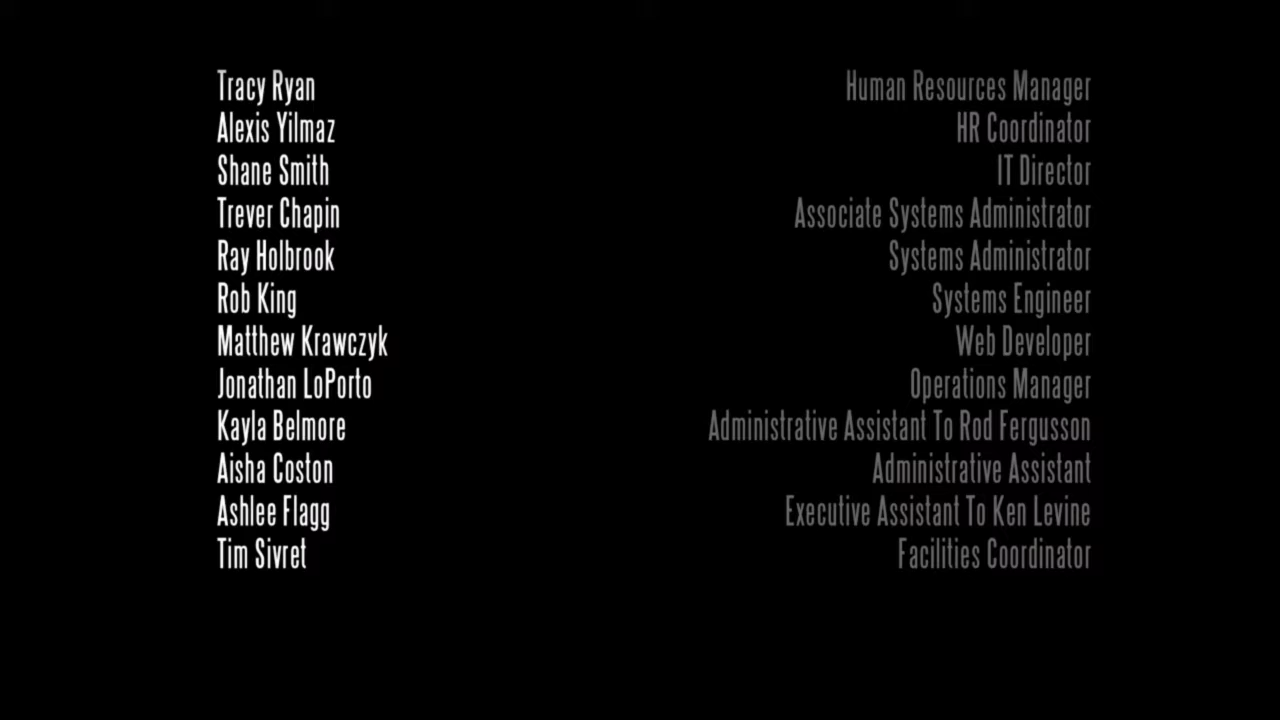 Tracy Ryan Human Resources Manager
Alexis Yilmaz HR Coordinator
Shane Smith IT Director
Trever Chapin Associate Systems Administrator
Ray Holbrook Systems Administrator
Rob King Systems Engineer
Matthew Krawczyk Web Developer
Jonathan LoPorto Operations Manager
Kayla Belmore Administrative Assistant To Rod Fergusson
Aisha Coston Administrative Assistant
Ashlee Flagg Executive Assistant To Ken Levine
Tim Sivret Facilities Coordinator